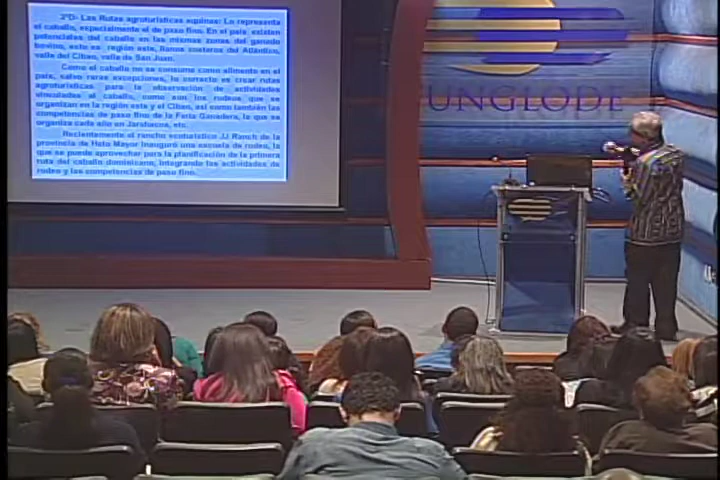 3ºD- Las Rutas agroturísticas equinas: Lo representa
el caballo, especialmente el de paso fino. En el país existen
potenciales del caballo en las mismas zonas del ganado
bovino, esto es región este, llanos costeros del Atlántico,
valle del Cibao, valle de San Juan.
Como el caballo no se consume como alimento en el
país, salvo raras excepciones, lo correcto es crear rutas
agroturísticas para la observación de actividades
vinculadas al caballo, como son los rodeos que se
organizan en la región este y el Cibao, así como también las
competencias de paso fino de la Feria Ganadera, la que se
organiza cada año en Jarabacoa, etc.
Recientemente el rancho ecoturístico JJ Ranch de la
provincia de Hato Mayor inauguró una escuela de rodeo, la
que se puede aprovechar para la planificación de la primera
ruta del caballo dominicano, integrando las actividades de
rodeo y las competencias de paso fino.
FUNGLODE